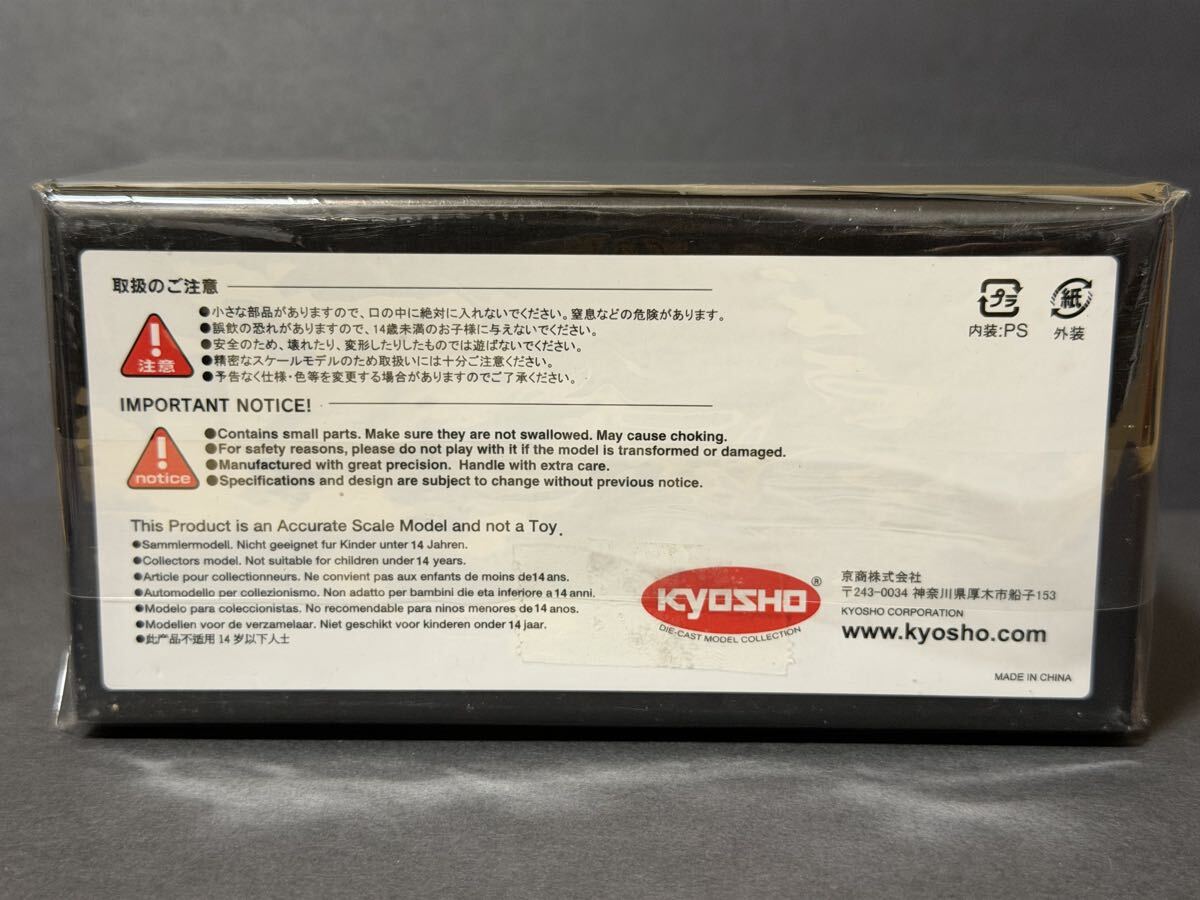 取扱のご注意
●小さな部品がありますので、口の中に絶対に入れないでください。窒息などの危険があります。
●誤飲の恐れがありますので、14歳未満のお子様に与えないでください。
●安全のため、壊れたり、変形したりしたものでは遊ばないでください。
●精密なスケールモデルのため取扱いには十分ご注意ください。
●予告なく仕様・色等を変更する場合がありますのでご了承ください。
注意
プラ
内装:PS
紙
外装
IMPORTANT NOTICE!
●Contains small parts. Make sure they are not swallowed. May cause choking.
●For safety reasons, please do not play with it if the model is transformed or damaged.
●Manufactured with great precision. Handle with extra care.
●Specifications and design are subject to change without previous notice.
notice
This Product is an Accurate Scale Model and not a Toy.
●Sammlermodell. Nicht geeignet fur Kinder unter 14 Jahren.
●Collectors model. Not suitable for children under 14 years.
●Article pour collectionneurs. Ne convient pas aux enfants de moins de14 ans.
●Automodello per collezionismo. Non adatto per bambini die eta inferiore a 14 anni.
●Modelo para coleccionistas. No recomendable para ninos menores de 14 anos.
●Modellen voor de verzamelaar. Niet geschikt voor kinderen onder 14 jaar.
●此产品不适用 14 岁以下人士
KYOSHO
®
DIE-CAST MODEL COLLECTION
京商株式会社
〒243-0034 神奈川県厚木市船子153
KYOSHO CORPORATION
www.kyosho.com
MADE IN CHINA